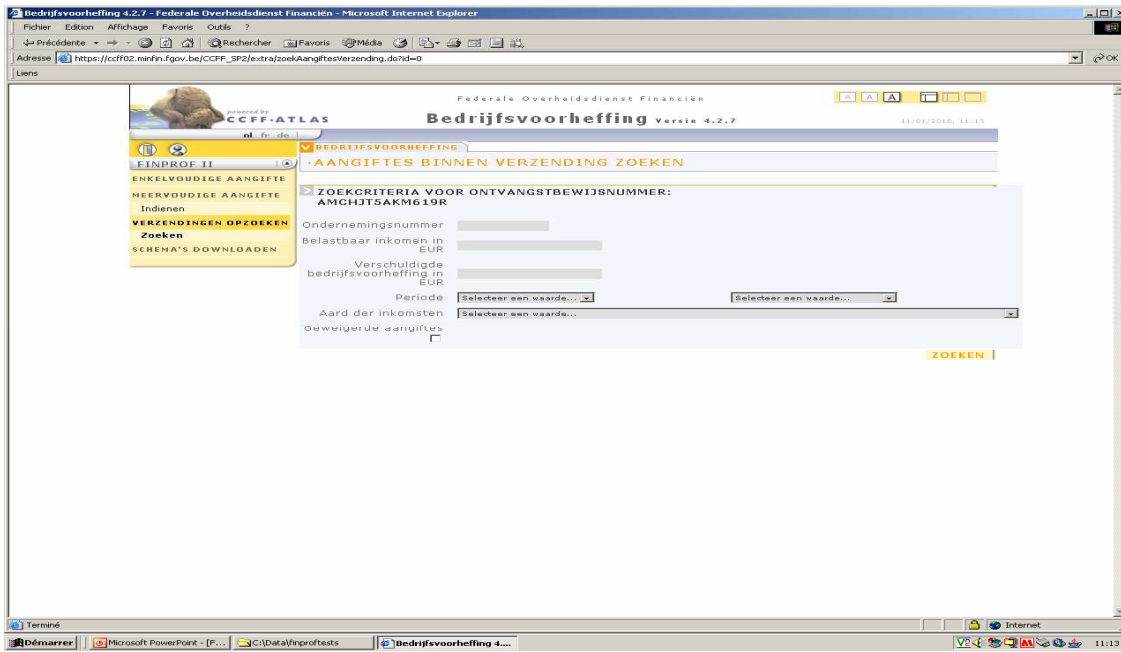 Bedrijfsvoorheffing 4.2.7 - Federale Overheidsdienst Financiën - Microsoft Internet Explorer
Fichier Edition Affichage Favoris Outils ?
Précédente Rechercher Favoris Média
Adresse https://ccff02.minfin.fgov.be/CCFF_SP2/extra/zoekAangiftesVerzending.do?id=0 OK
Liens
powered by
CCFF-ATLAS
Federale Overheidsdienst Financiën
Bedrijfsvoorheffing Versie 4.2.7
A A A
11/01/2010, 11:13
nl fr de
FINPROF II
ENKELVOUDIGE AANGIFTE
MEERVOUDIGE AANGIFTE
Indienen
VERZENDINGEN OPZOEKEN
Zoeken
SCHEMA'S DOWNLOADEN
BEDRIJFSVOORHEFFING
·AANGIFTES BINNEN VERZENDING ZOEKEN
ZOEKCRITERIA VOOR ONTVANGSTBEWIJSNUMMER:
AMCHJT5AKM619R
Ondernemingsnummer
Belastbaar inkomen in
EUR
Verschuldigde
bedrijfsvoorheffing in
EUR
Periode Selecteer een waarde... Selecteer een waarde...
Aard der inkomsten Selecteer een waarde...
Geweigerde aangiftes
ZOEKEN
Terminé Internet
Démarrer Microsoft PowerPoint - [F... C:\Data\finproftests Bedrijfsvoorheffing 4.... 11:13